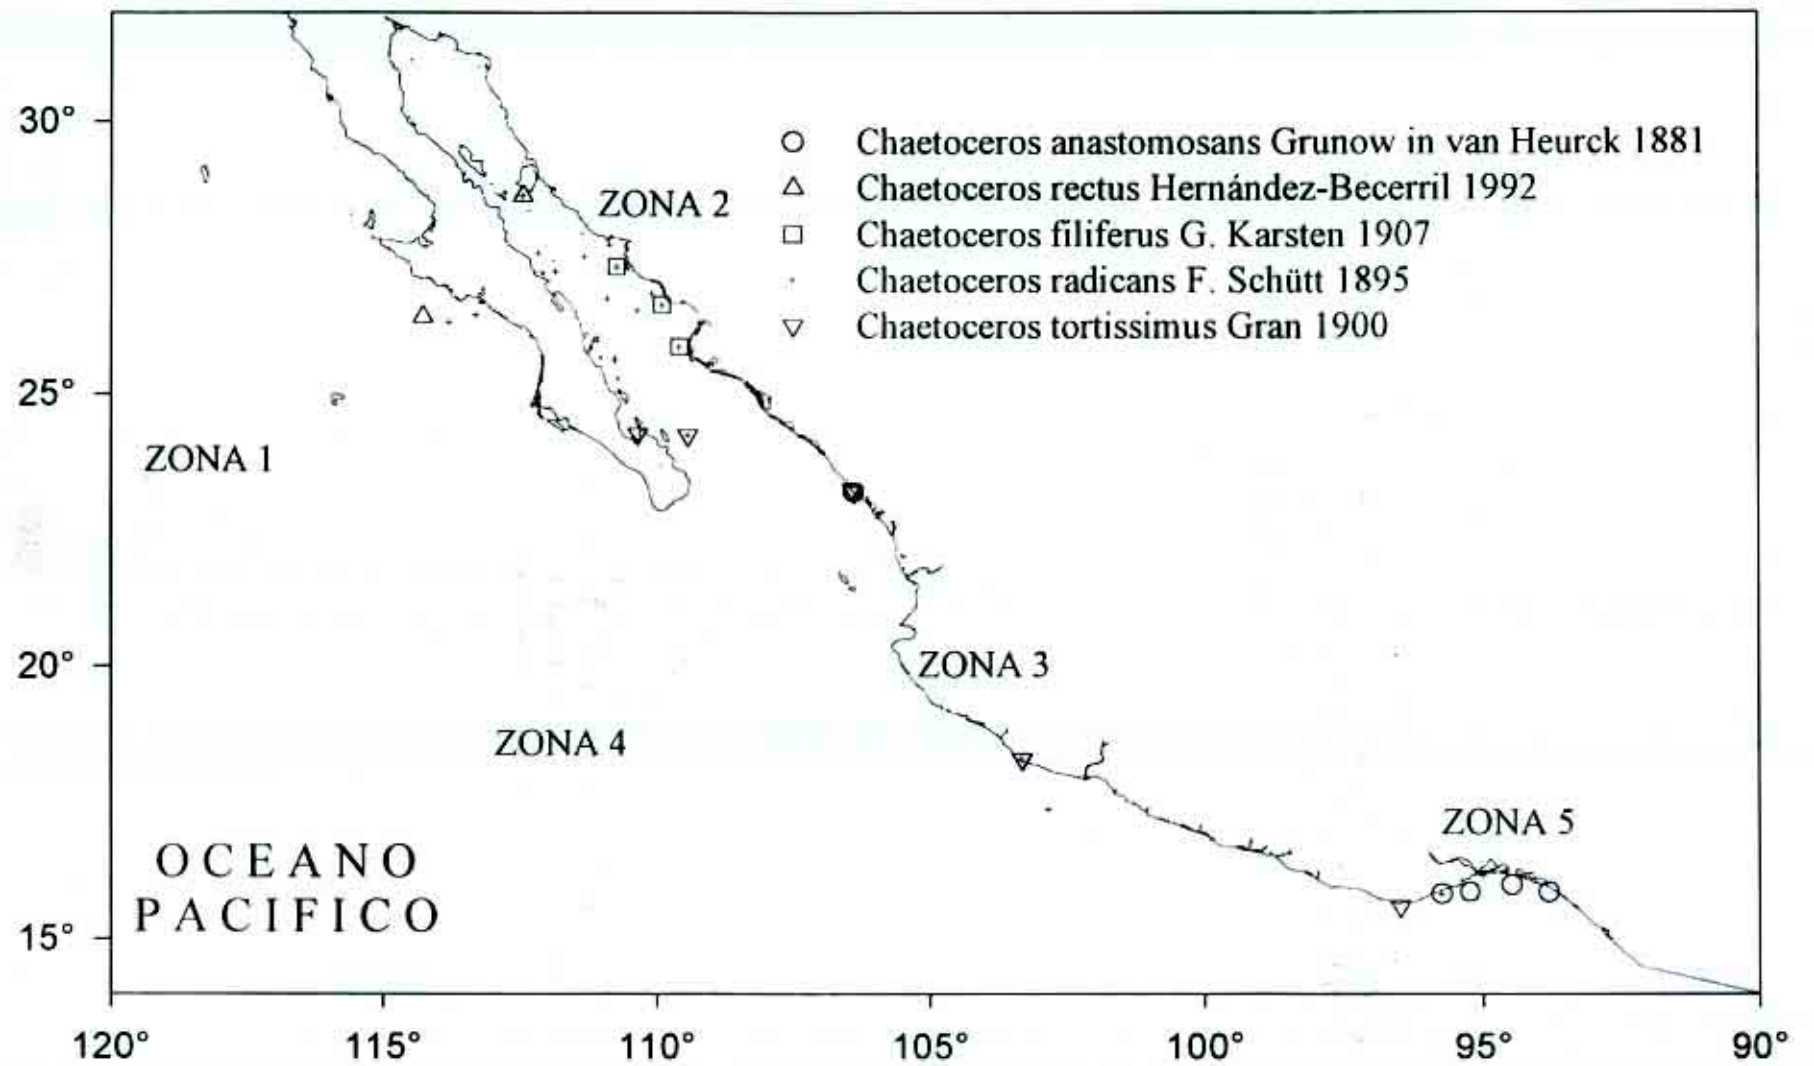 30°
Chaetoceros anastomosans Grunow in van Heurck 1881
Chaetoceros rectus Hernández-Becerril 1992
ZONA 2
Chaetoceros filiferus G. Karsten 1907
Chaetoceros radicans F. Schütt 1895
Chaetoceros tortissimus Gran 1900
25°
ZONA 1
20°
ZONA 3
ZONA 4
ZONA 5
OCEANO
PACIFICO
15°
120° 115° 110° 105° 100° 95° 90°